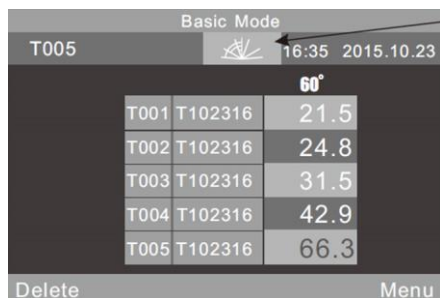 Basic Mode
T005 16:35 2015.10.23
60°
T001 T102316 21.5
T002 T102316 24.8
T003 T102316 31.5
T004 T102316 42.9
T005 T102316 66.3
Delete Menu